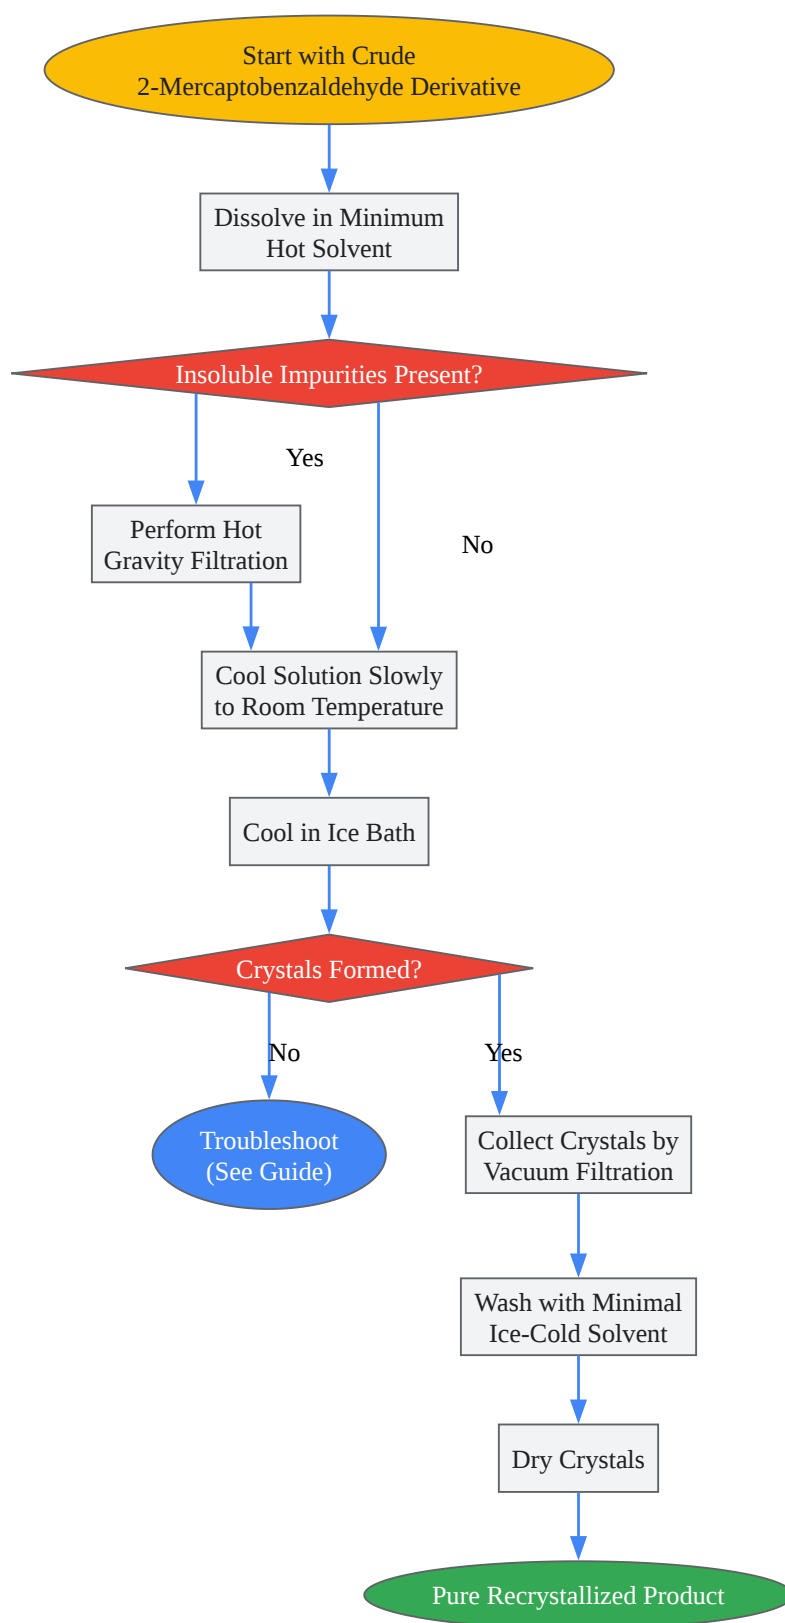 Start with Crude
2-Mercaptobenzaldehyde Derivative
Dissolve in Minimum
Hot Solvent
Insoluble Impurities Present?
Yes
Perform Hot
Gravity Filtration
No
Cool Solution Slowly
to Room Temperature
Cool in Ice Bath
Crystals Formed?
No
Yes
Troubleshoot
(See Guide)
Collect Crystals by
Vacuum Filtration
Wash with Minimal
Ice-Cold Solvent
Dry Crystals
Pure Recrystallized Product